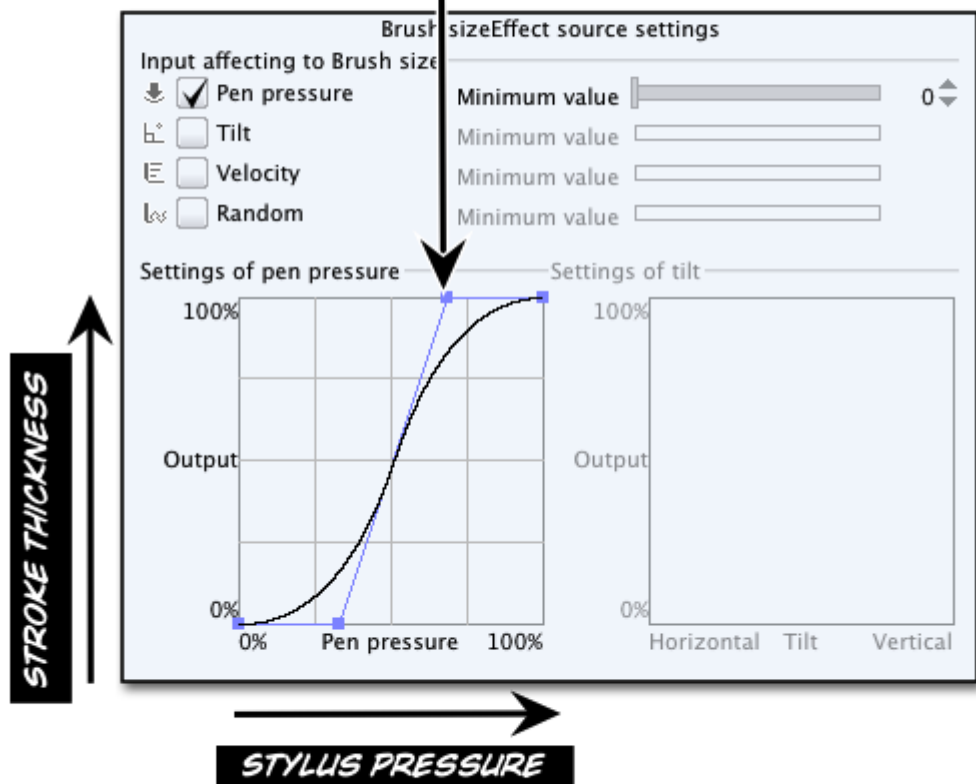 Brush sizeEffect source settings
Input affecting to Brush size
Pen pressure Minimum value 0
Tilt Minimum value
Velocity Minimum value
Random Minimum value
Settings of pen pressure Settings of tilt
100% 100%
Output Output
0% 0%
0% Pen pressure 100% Horizontal Tilt Vertical
STROKE THICKNESS
STYLUS PRESSURE